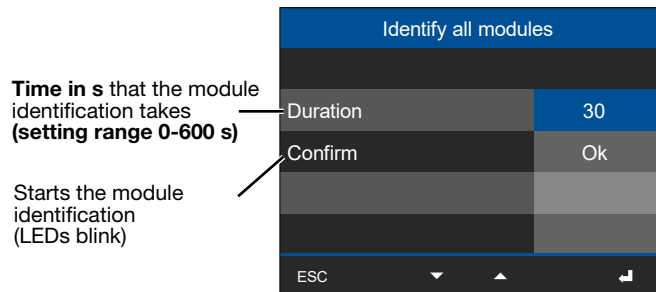 Identify all modules
Time in s that the module
identification takes
(setting range 0-600 s)
Duration 30
Confirm Ok
Starts the module
identification
(LEDs blink)
ESC